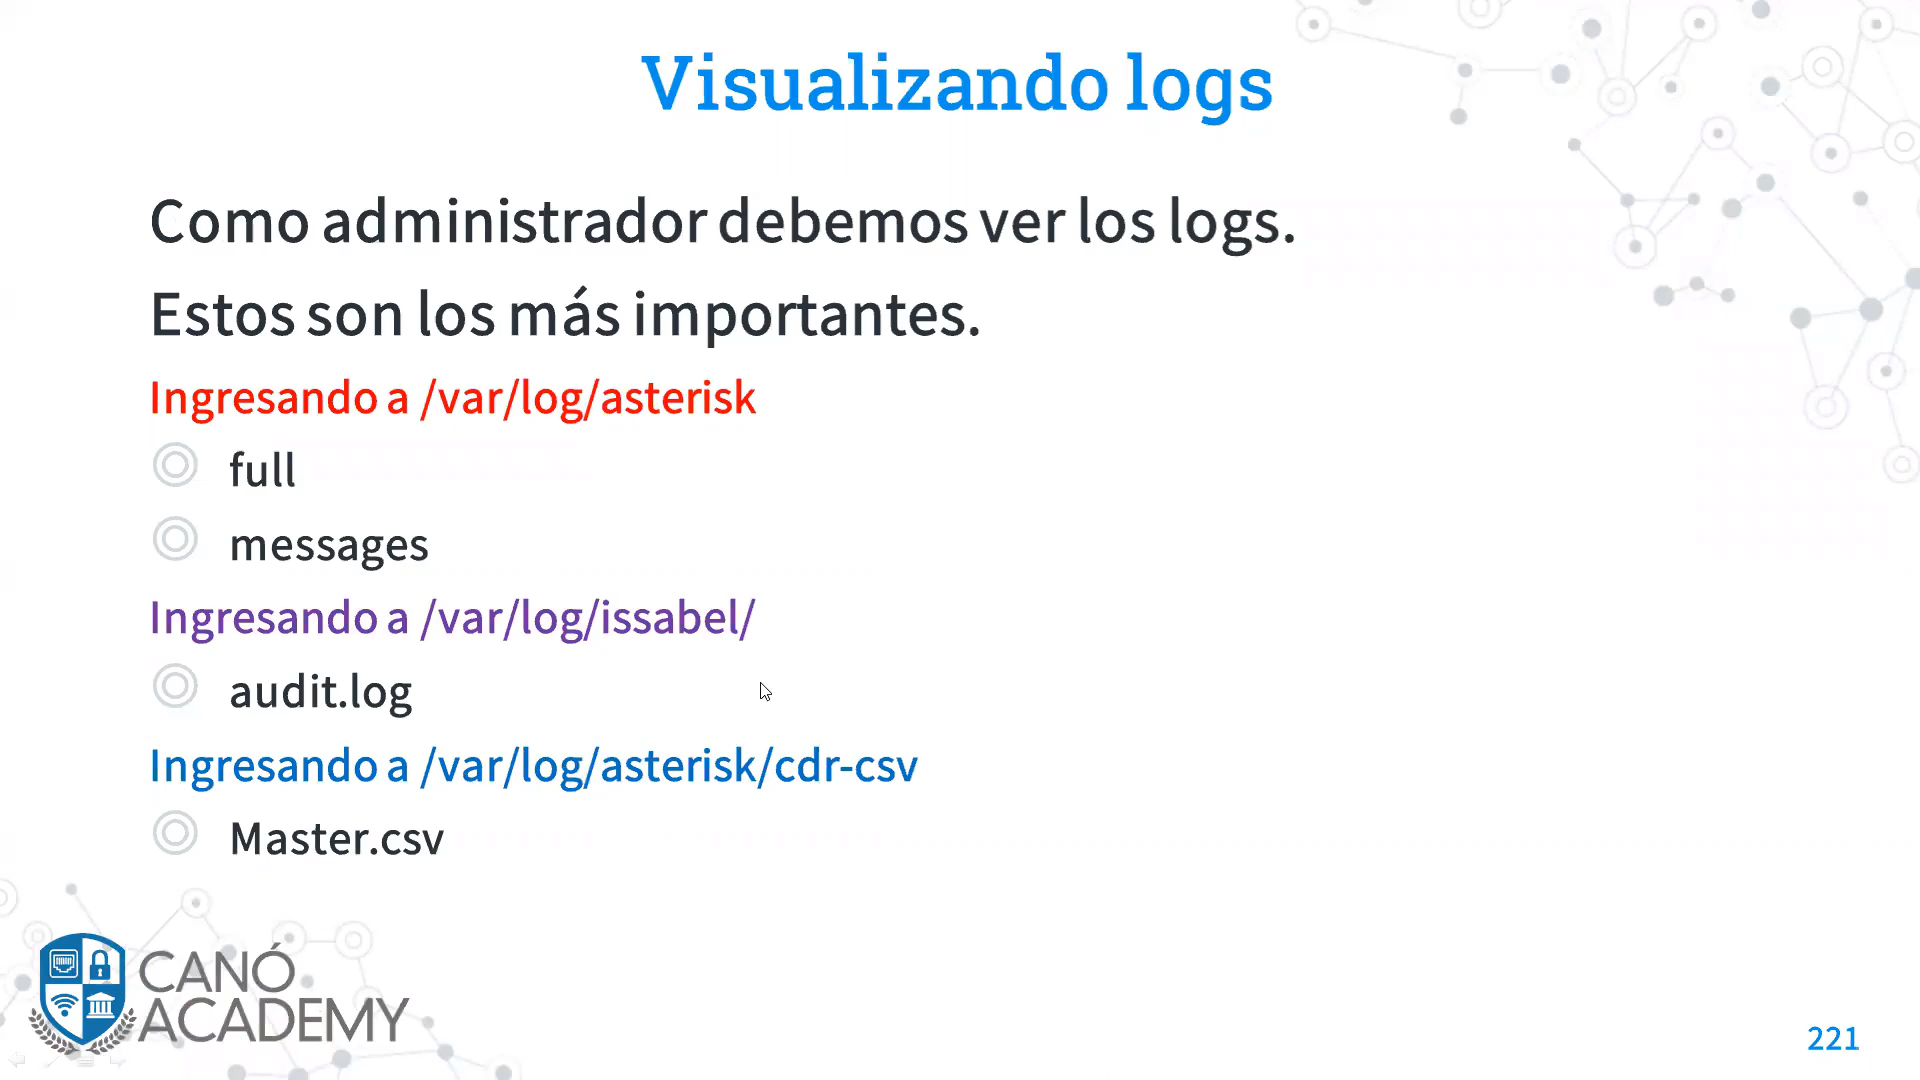 Visualizando logs
Como administrador debemos ver los logs.
Estos son los más importantes.
Ingresando a /var/log/asterisk
full
messages
Ingresando a /var/log/issabel/
audit.log
Ingresando a /var/log/asterisk/cdr-csv
Master.csv
CANÓ
ACADEMY
221